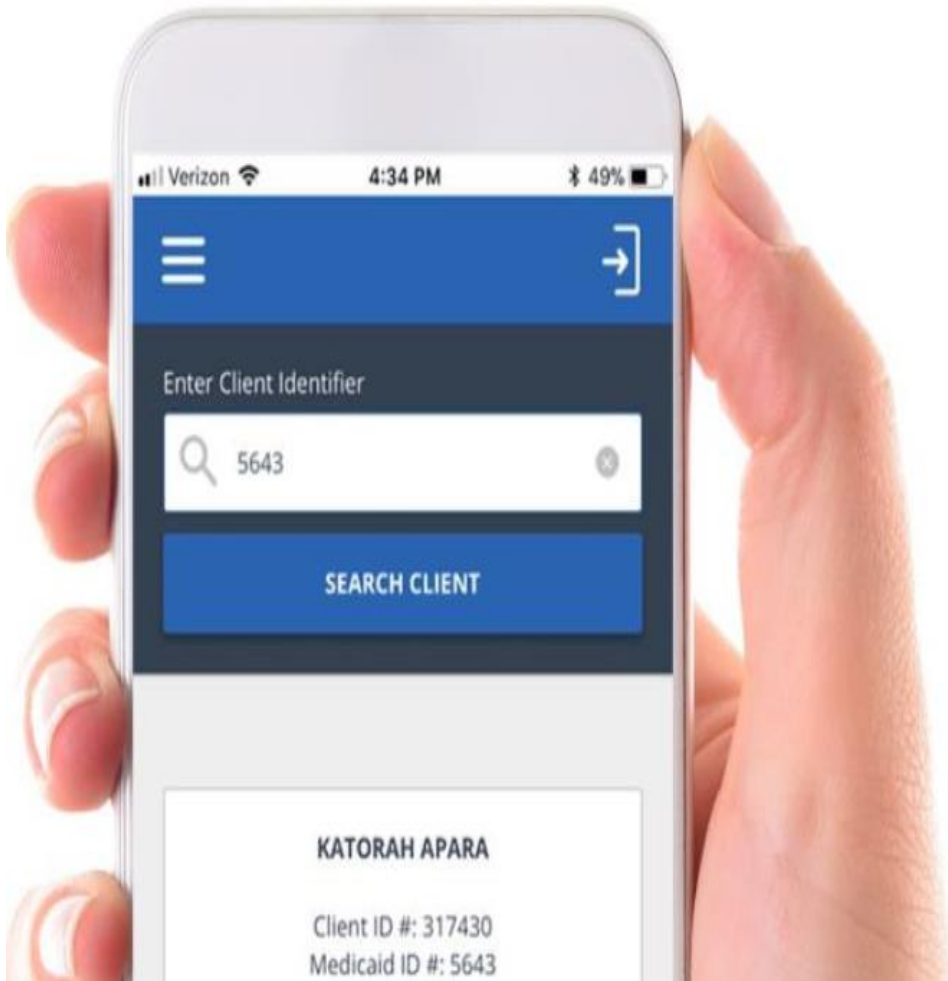 Verizon 4:34 PM 49%
Enter Client Identifier
5643
SEARCH CLIENT
KATORAH APARA
Client ID #: 317430
Medicaid ID #: 5643